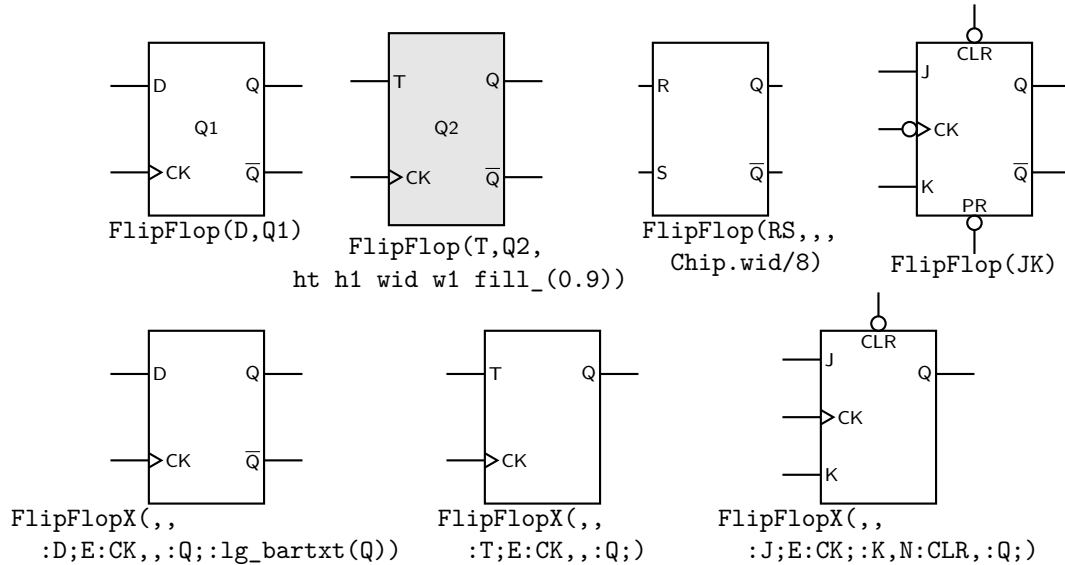 D Q
Q1
CK Q̅
FlipFlop(D,Q1)
T Q
Q2
CK Q̅
FlipFlop(T,Q2,
ht h1 wid w1 fill_(0.9))
R Q
S Q̅
FlipFlop(RS,,,
Chip.wid/8)
CLR
J Q
CK
K Q̅
PR
FlipFlop(JK)
D Q
CK Q̅
FlipFlopX(,,
:D;E:CK,,:Q;:lg_bartxt(Q))
T Q
CK
FlipFlopX(,,
:T;E:CK,,:Q;)
CLR
J Q
CK
K
FlipFlopX(,,
:J;E:CK;:K,N:CLR,:Q;)